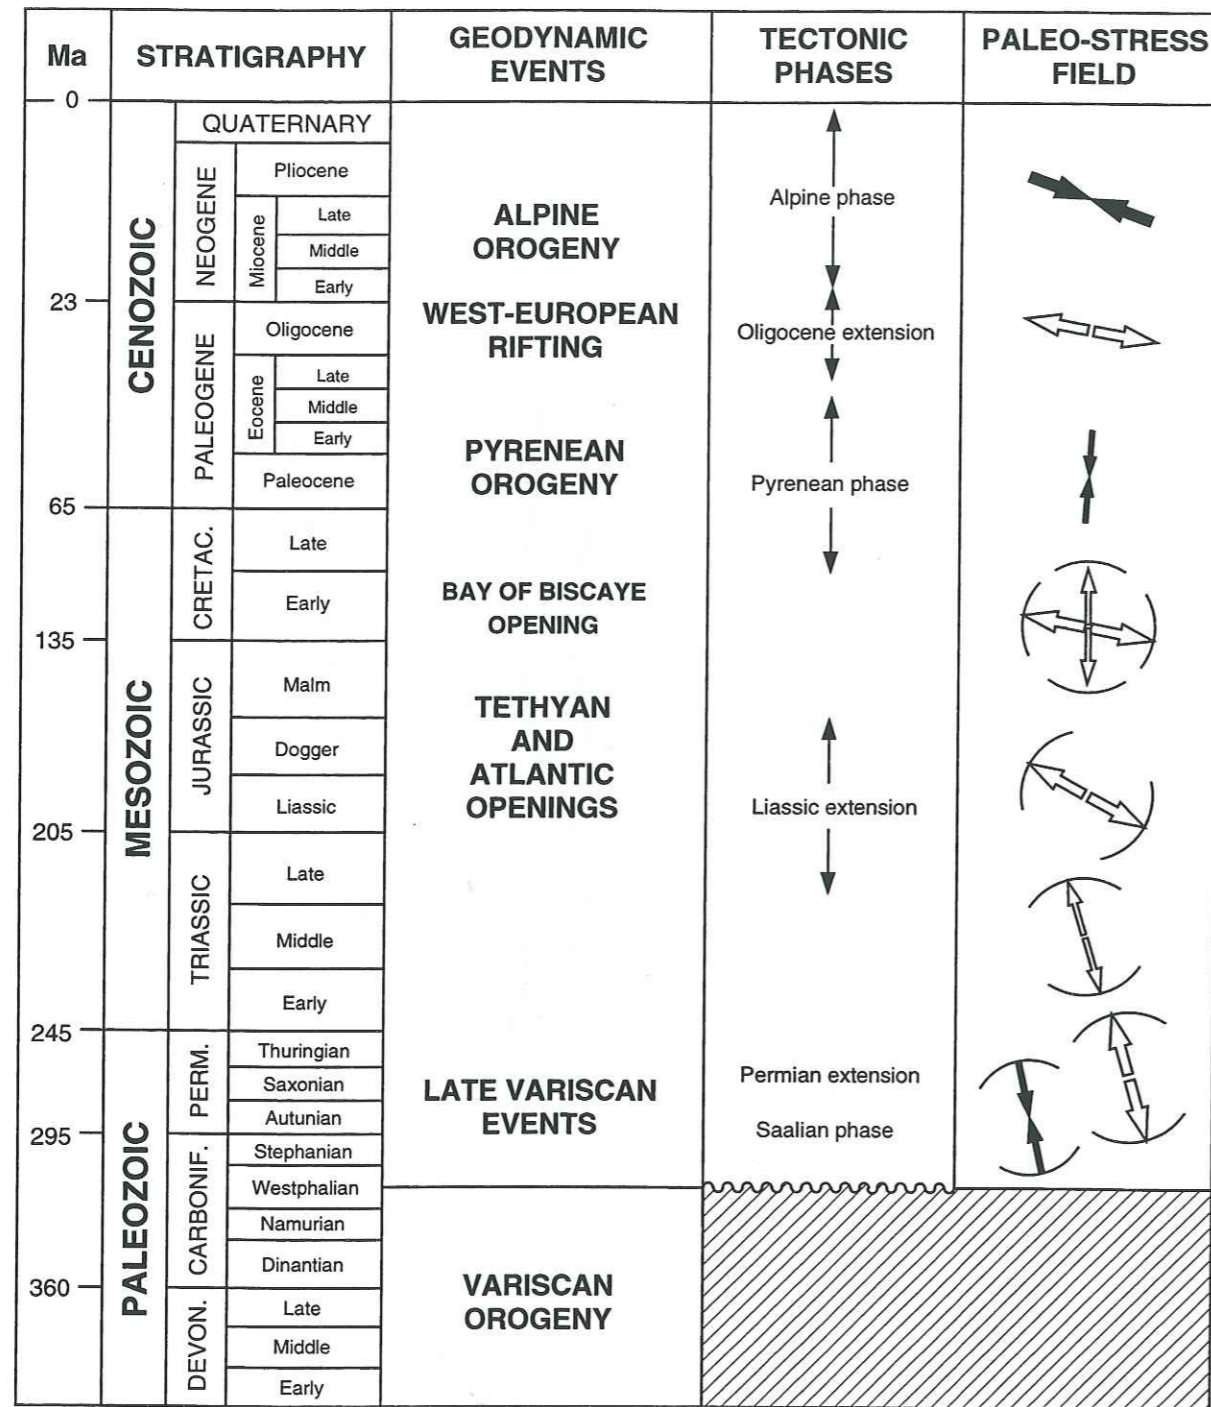 Ma
STRATIGRAPHY
GEODYNAMIC
EVENTS
TECTONIC
PHASES
PALEO-STRESS
FIELD
0
23
65
135
205
245
295
360
CENOZOIC
MESOZOIC
PALEOZOIC
QUATERNARY
NEOGENE
Pliocene
Miocene
Late
Middle
Early
PALEOGENE
Oligocene
Eocene
Late
Middle
Early
Paleocene
CRETAC.
Late
Early
JURASSIC
Malm
Dogger
Liassic
TRIASSIC
Late
Middle
Early
PERM.
Thuringian
Saxonian
Autunian
CARBONIF.
Stephanian
Westphalian
Namurian
Dinantian
DEVON.
Late
Middle
Early
ALPINE
OROGENY
WEST-EUROPEAN
RIFTING
PYRENEAN
OROGENY
BAY OF BISCAYE
OPENING
TETHYAN
AND
ATLANTIC
OPENINGS
LATE VARISCAN
EVENTS
VARISCAN
OROGENY
Alpine phase
Oligocene extension
Pyrenean phase
Liassic extension
Permian extension
Saalian phase